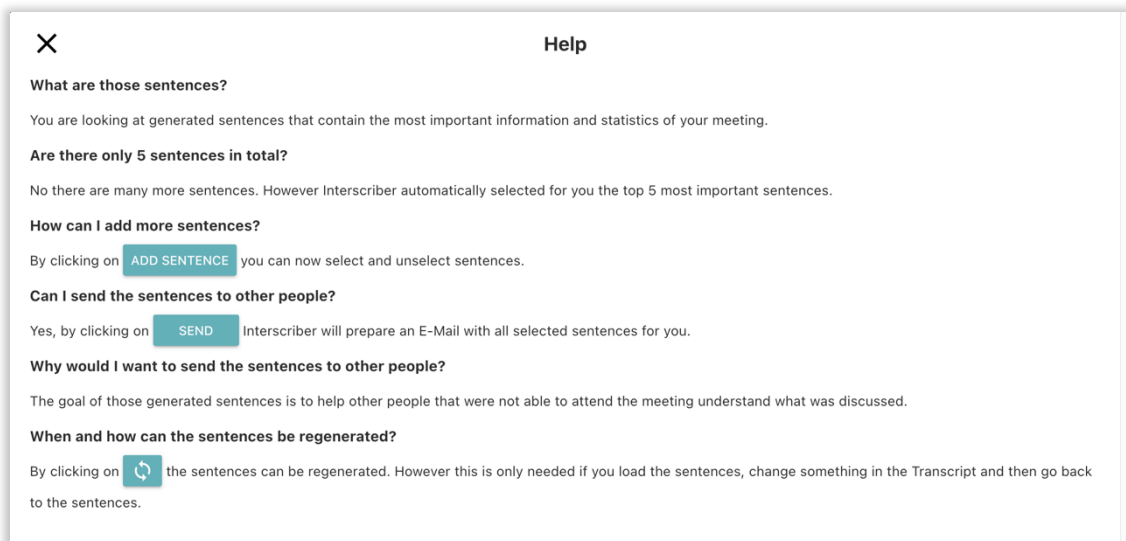 Help
What are those sentences?
You are looking at generated sentences that contain the most important information and statistics of your meeting.
Are there only 5 sentences in total?
No there are many more sentences. However Interscriber automatically selected for you the top 5 most important sentences.
How can I add more sentences?
By clicking on ADD SENTENCE you can now select and unselect sentences.
Can I send the sentences to other people?
Yes, by clicking on SEND Interscriber will prepare an E-Mail with all selected sentences for you.
Why would I want to send the sentences to other people?
The goal of those generated sentences is to help other people that were not able to attend the meeting understand what was discussed.
When and how can the sentences be regenerated?
By clicking on the sentences can be regenerated. However this is only needed if you load the sentences, change something in the Transcript and then go back
to the sentences.